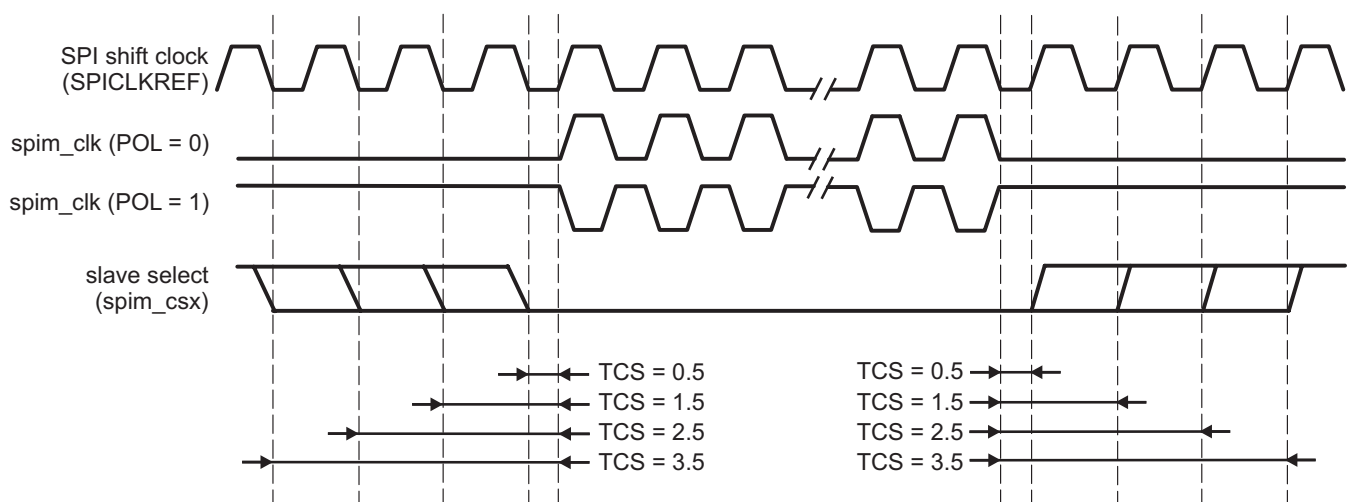 SPI shift clock
(SPICLKREF)
spim_clk (POL = 0)
spim_clk (POL = 1)
slave select
(spim_csx)
TCS = 0.5
TCS = 0.5
TCS = 1.5
TCS = 1.5
TCS = 2.5
TCS = 2.5
TCS = 3.5
TCS = 3.5